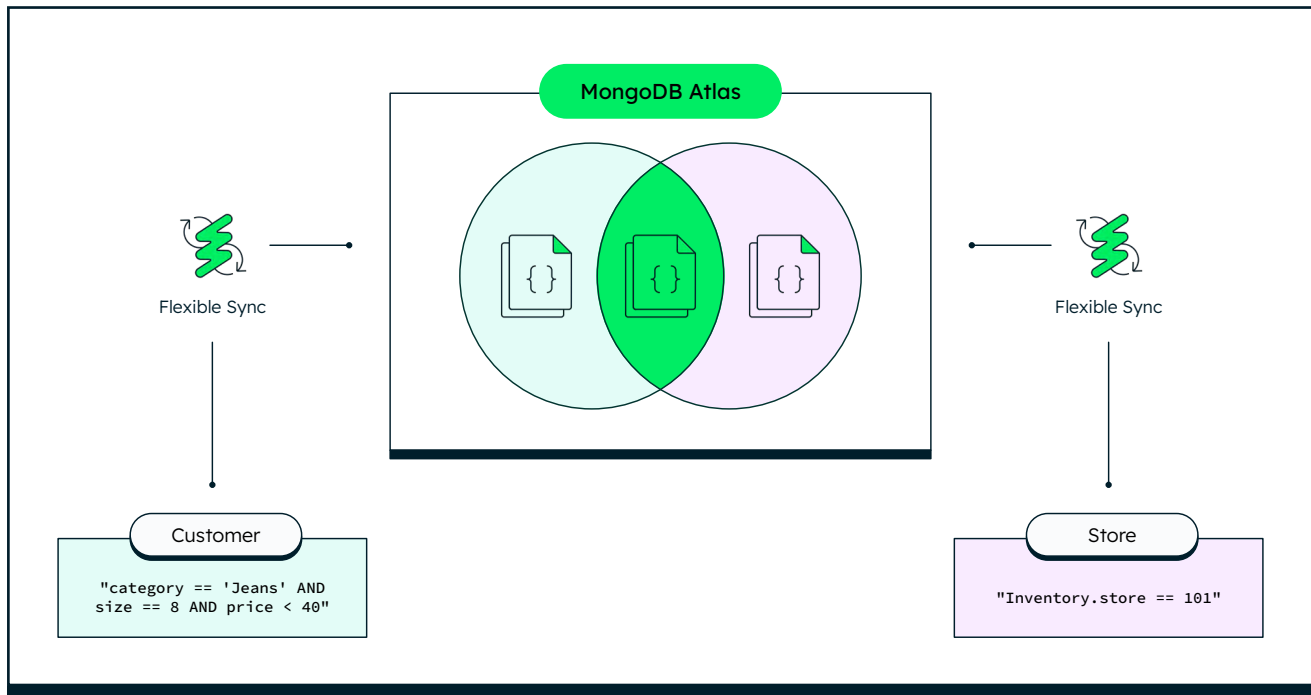 MongoDB Atlas
{ }
{ }
{ }
Flexible Sync
Flexible Sync
Customer
"category == 'Jeans' AND
size == 8 AND price < 40"
Store
"Inventory.store == 101"